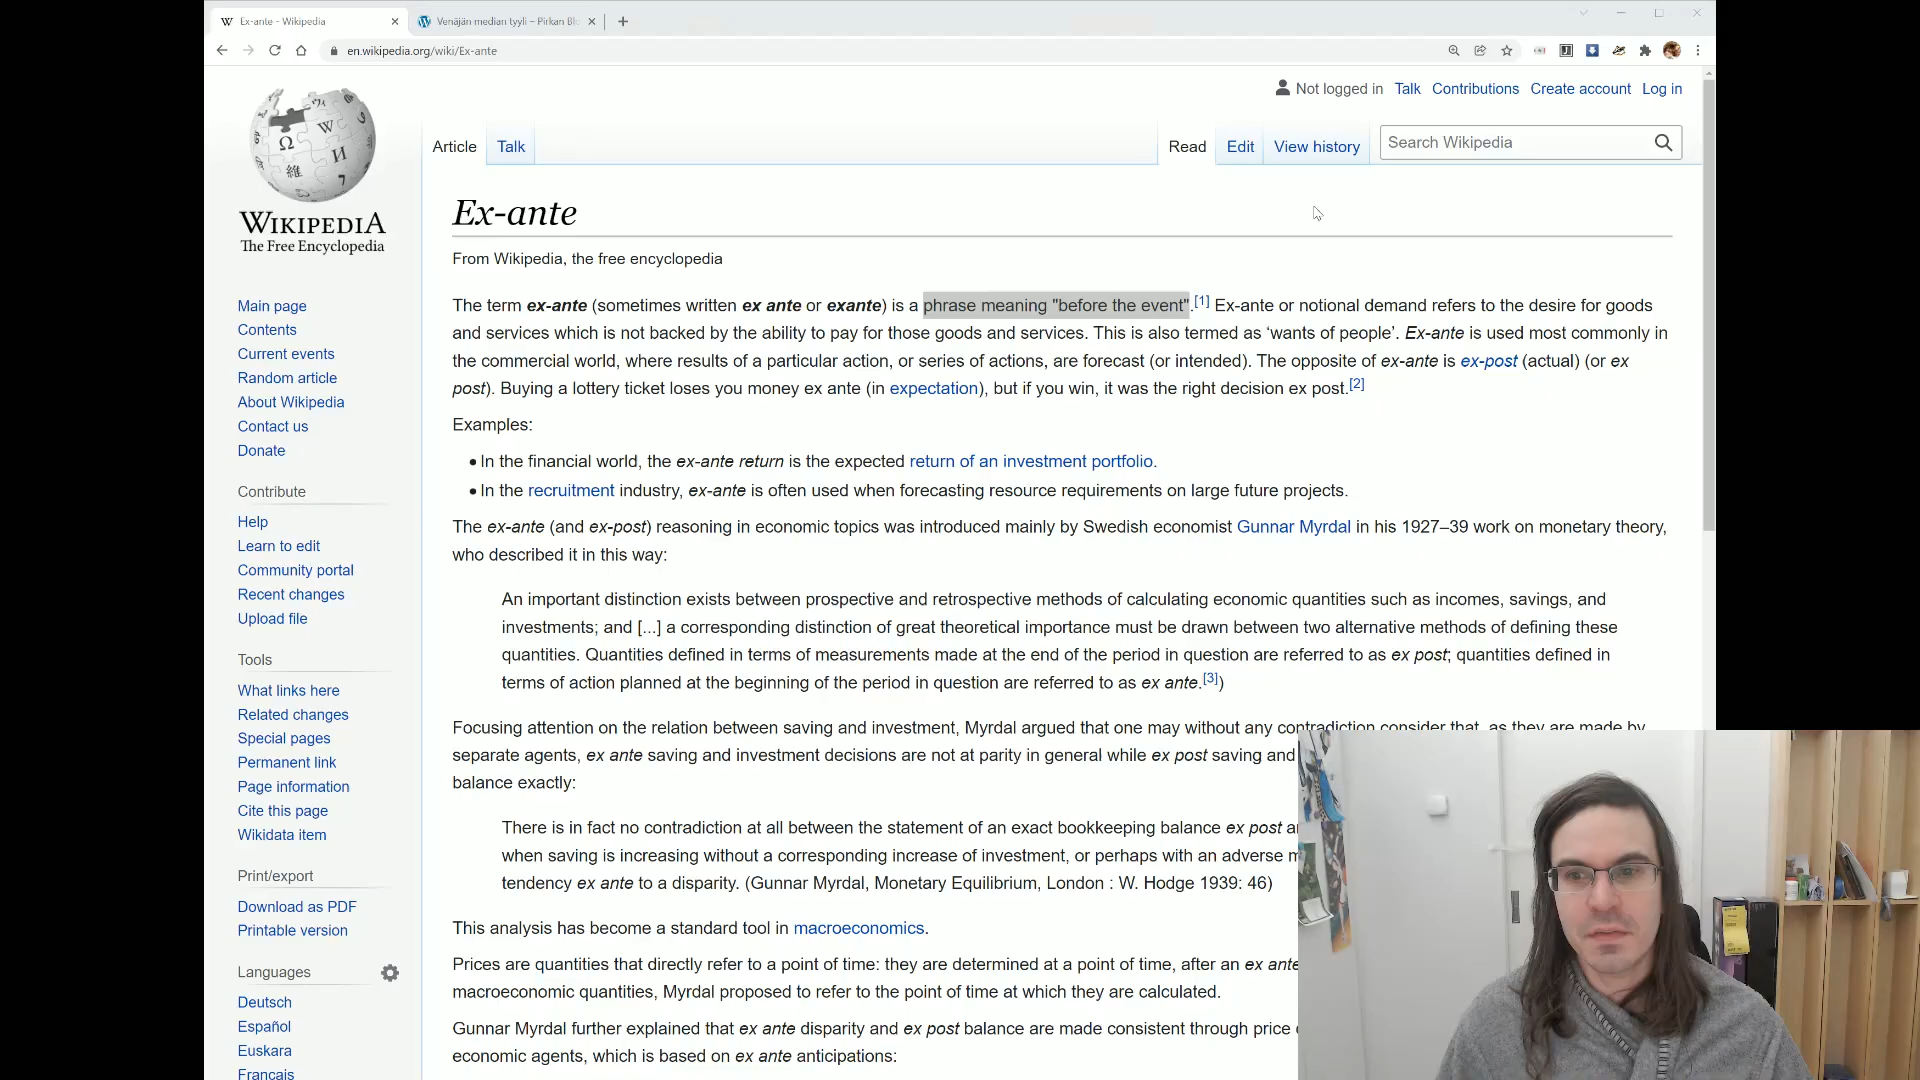 Ex-ante - Wikipedia
Venäjän median tyyli – Pirkan Bl
en.wikipedia.org/wiki/Ex-ante
Not logged in Talk Contributions Create account Log in
Article Talk Read Edit View history Search Wikipedia
WIKIPEDIA
The Free Encyclopedia
Main page
Contents
Current events
Random article
About Wikipedia
Contact us
Donate
Contribute
Help
Learn to edit
Community portal
Recent changes
Upload file
Tools
What links here
Related changes
Special pages
Permanent link
Page information
Cite this page
Wikidata item
Print/export
Download as PDF
Printable version
Languages
Deutsch
Español
Euskara
Français
Ex-ante
From Wikipedia, the free encyclopedia
The term ex-ante (sometimes written ex ante or exante) is a phrase meaning "before the event".[1] Ex-ante or notional demand refers to the desire for goods
and services which is not backed by the ability to pay for those goods and services. This is also termed as ‘wants of people’. Ex-ante is used most commonly in
the commercial world, where results of a particular action, or series of actions, are forecast (or intended). The opposite of ex-ante is ex-post (actual) (or ex
post). Buying a lottery ticket loses you money ex ante (in expectation), but if you win, it was the right decision ex post.[2]
Examples:
• In the financial world, the ex-ante return is the expected return of an investment portfolio.
• In the recruitment industry, ex-ante is often used when forecasting resource requirements on large future projects.
The ex-ante (and ex-post) reasoning in economic topics was introduced mainly by Swedish economist Gunnar Myrdal in his 1927–39 work on monetary theory,
who described it in this way:
An important distinction exists between prospective and retrospective methods of calculating economic quantities such as incomes, savings, and
investments; and [...] a corresponding distinction of great theoretical importance must be drawn between two alternative methods of defining these
quantities. Quantities defined in terms of measurements made at the end of the period in question are referred to as ex post; quantities defined in
terms of action planned at the beginning of the period in question are referred to as ex ante.[3])
Focusing attention on the relation between saving and investment, Myrdal argued that one may without any contradiction consider that, as they are made by
separate agents, ex ante saving and investment decisions are not at parity in general while ex post saving and
balance exactly:
There is in fact no contradiction at all between the statement of an exact bookkeeping balance ex post
when saving is increasing without a corresponding increase of investment, or perhaps with an adverse
tendency ex ante to a disparity. (Gunnar Myrdal, Monetary Equilibrium, London : W. Hodge 1939: 46)
This analysis has become a standard tool in macroeconomics.
Prices are quantities that directly refer to a point of time: they are determined at a point of time, after an ex ante
macroeconomic quantities, Myrdal proposed to refer to the point of time at which they are calculated.
Gunnar Myrdal further explained that ex ante disparity and ex post balance are made consistent through price
economic agents, which is based on ex ante anticipations: